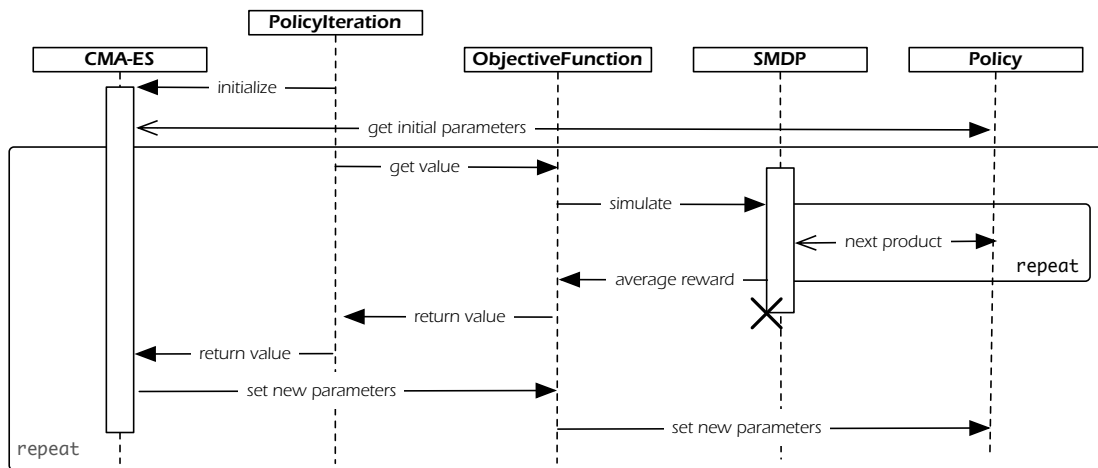 PolicyIteration
CMA-ES
ObjectiveFunction
SMDP
Policy
initialize
get initial parameters
get value
simulate
next product
repeat
average reward
return value
return value
set new parameters
set new parameters
repeat